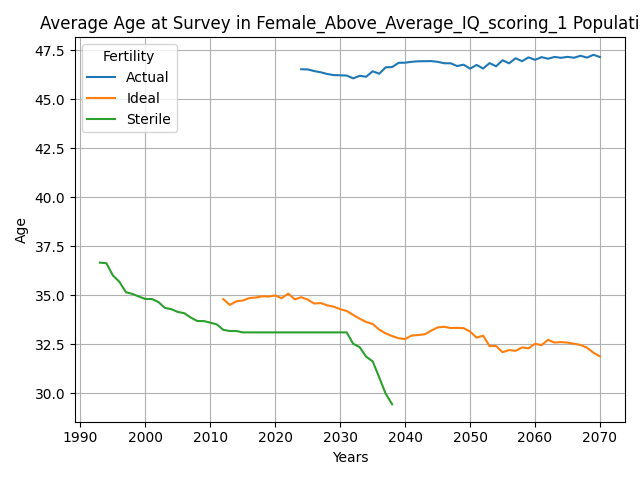 Average Age at Survey in Female_Above_Average_IQ_scoring_1 Populati
Fertility
Actual
Ideal
Sterile
47.5
45.0
42.5
40.0
37.5
35.0
32.5
30.0
Age
1990 2000 2010 2020 2030 2040 2050 2060 2070
Years